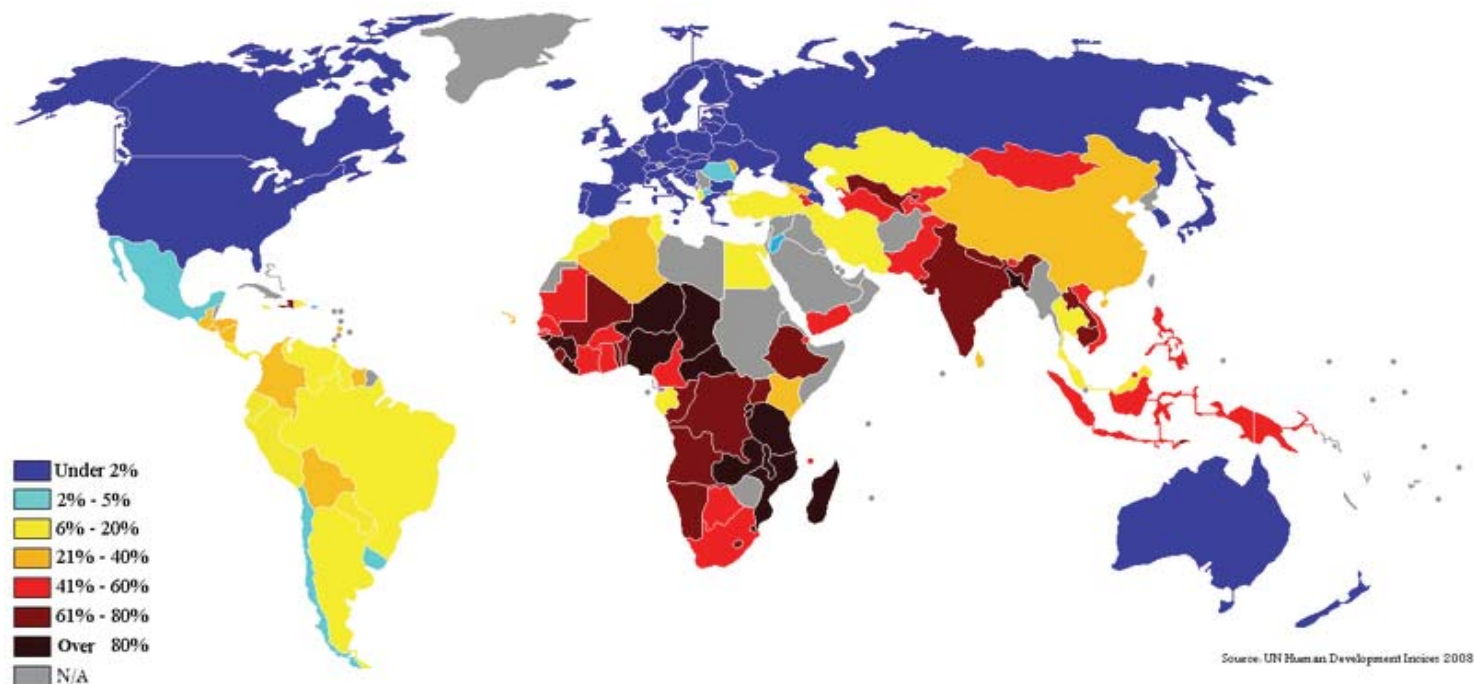 Under 2%
2% - 5%
6% - 20%
21% - 40%
41% - 60%
61% - 80%
Over 80%
N/A
Source: UN Human Development Incices 2008